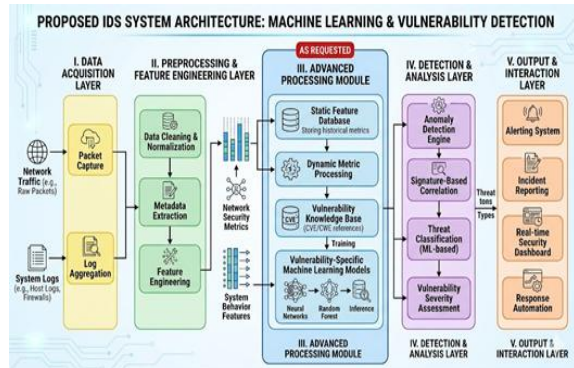 PROPOSED IDS SYSTEM ARCHITECTURE: MACHINE LEARNING & VULNERABILITY DETECTION
I. DATA
ACQUISITION
LAYER
Network
Traffic (e.g.,
Raw Packets)
System Logs
(e.g., Host Logs,
Firewalls)
Packet
Capture
Log
Aggregation
II. PREPROCESSING &
FEATURE ENGINEERING LAYER
Data Cleaning &
Normalization
Metadata
Extraction
Feature
Engineering
Network
Security
Metrics
System
Behavior
Features
AS REQUESTED
III. ADVANCED
PROCESSING MODULE
Static Feature
Database
Storing historical metrics
Dynamic Metric
Processing
CVE
Vulnerability
Knowledge Base
(CVE/CWE references)
Training
Vulnerability-Specific
Machine Learning Models
Neural
Networks
Random
Forest
Inference
III. ADVANCED
PROCESSING MODULE
IV. DETECTION &
ANALYSIS LAYER
Anomaly
Detection
Engine
Signature-Based
Correlation
Threat
Classification
(ML-based)
Vulnerability
Severity
Assessment
IV. DETECTION &
ANALYSIS LAYER
Threat
tons
Types
V. OUTPUT &
INTERACTION
LAYER
Alerting System
Incident
Reporting
Real-time
Security
Dashboard
Response
Automation
V. OUTPUT &
INTERACTION LAYER